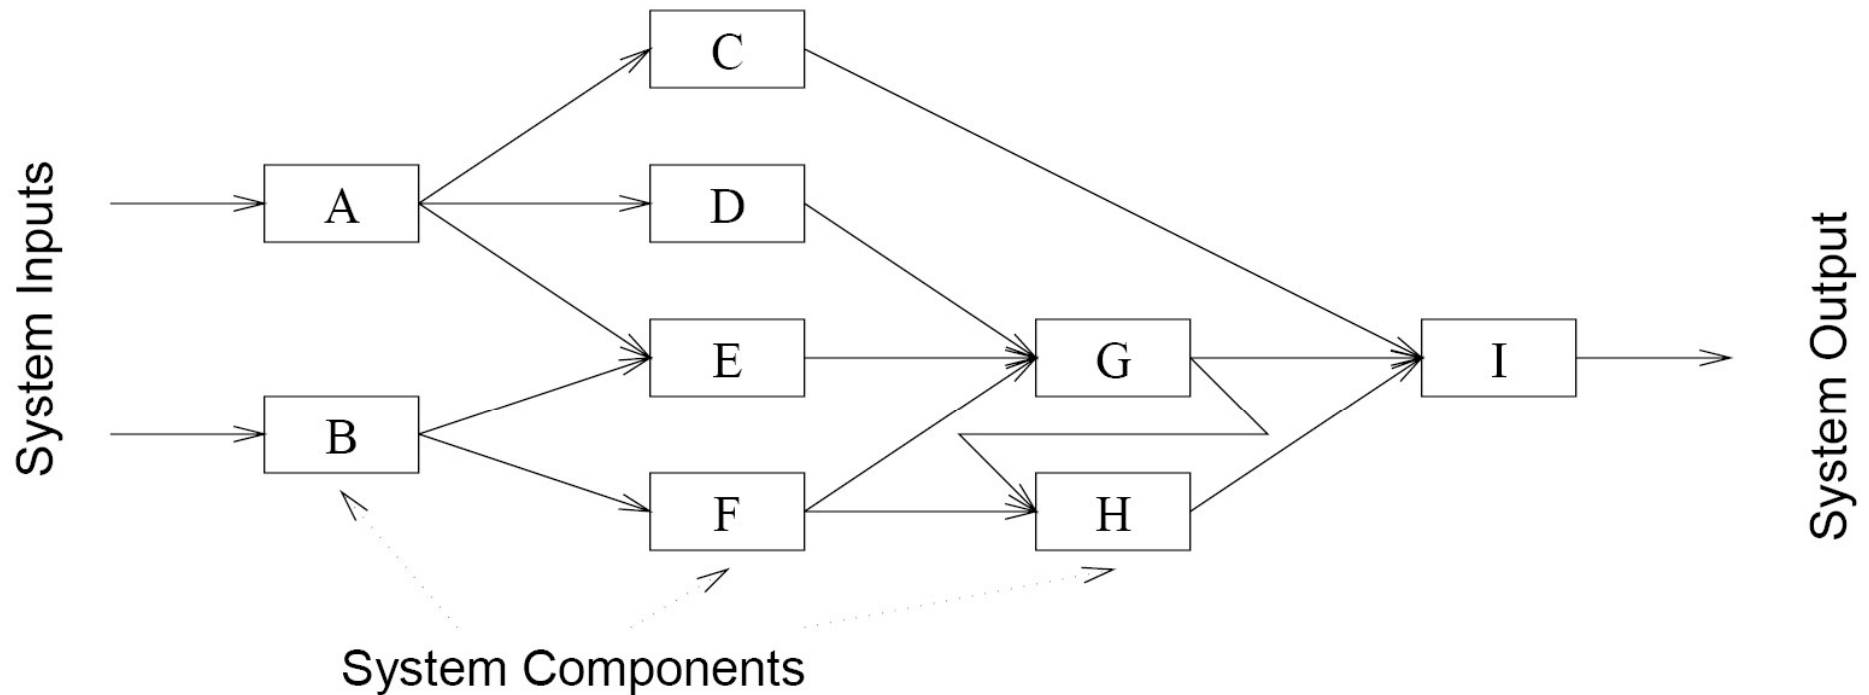 System Inputs
A
B
C
D
E
F
G
H
I
System Output
System Components